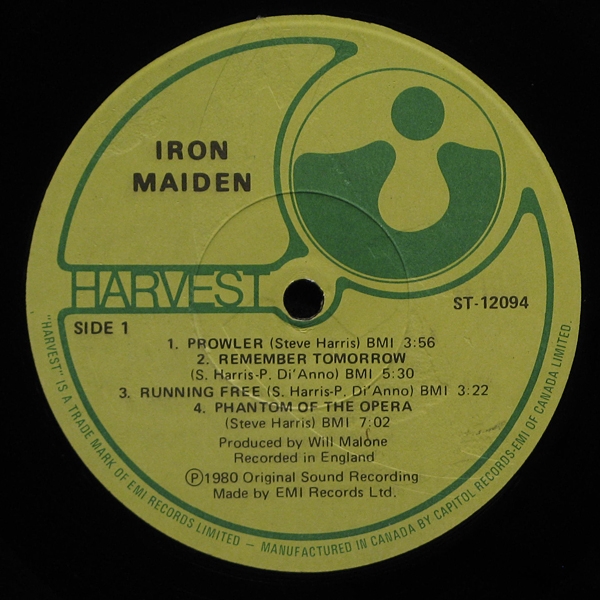 IRON
MAIDEN
HARVEST
ST-12094
SIDE 1
1. PROWLER (Steve Harris) BMI 3:56
2. REMEMBER TOMORROW
(S. Harris-P. Di'Anno) BMI 5:30
3. RUNNING FREE (S. Harris-P. Di'Anno) BMI 3:22
4. PHANTOM OF THE OPERA
(Steve Harris) BMI 7:02
Produced by Will Malone
Recorded in England
Ⓟ1980 Original Sound Recording
Made by EMI Records Ltd.
"HARVEST" IS A TRADE MARK OF EMI RECORDS LIMITED — MANUFACTURED IN CANADA BY CAPITOL RECORDS-EMI OF CANADA LIMITED.